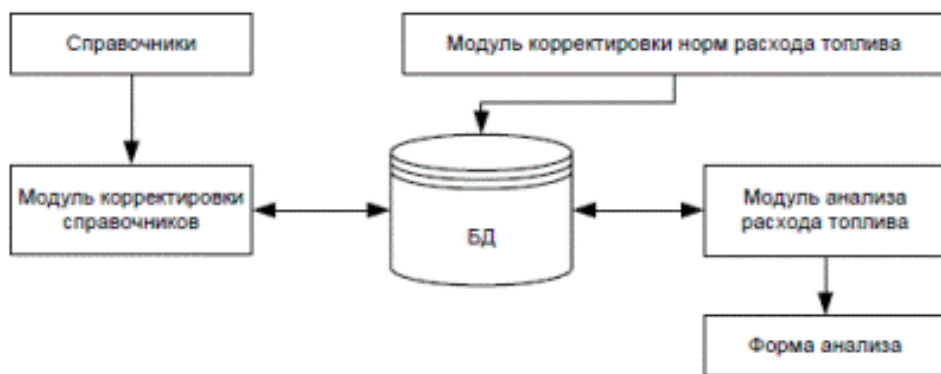 Справочники
Модуль корректировки норм расхода топлива
Модуль корректировки
справочников
БД
Модуль анализа
расхода топлива
Форма анализа